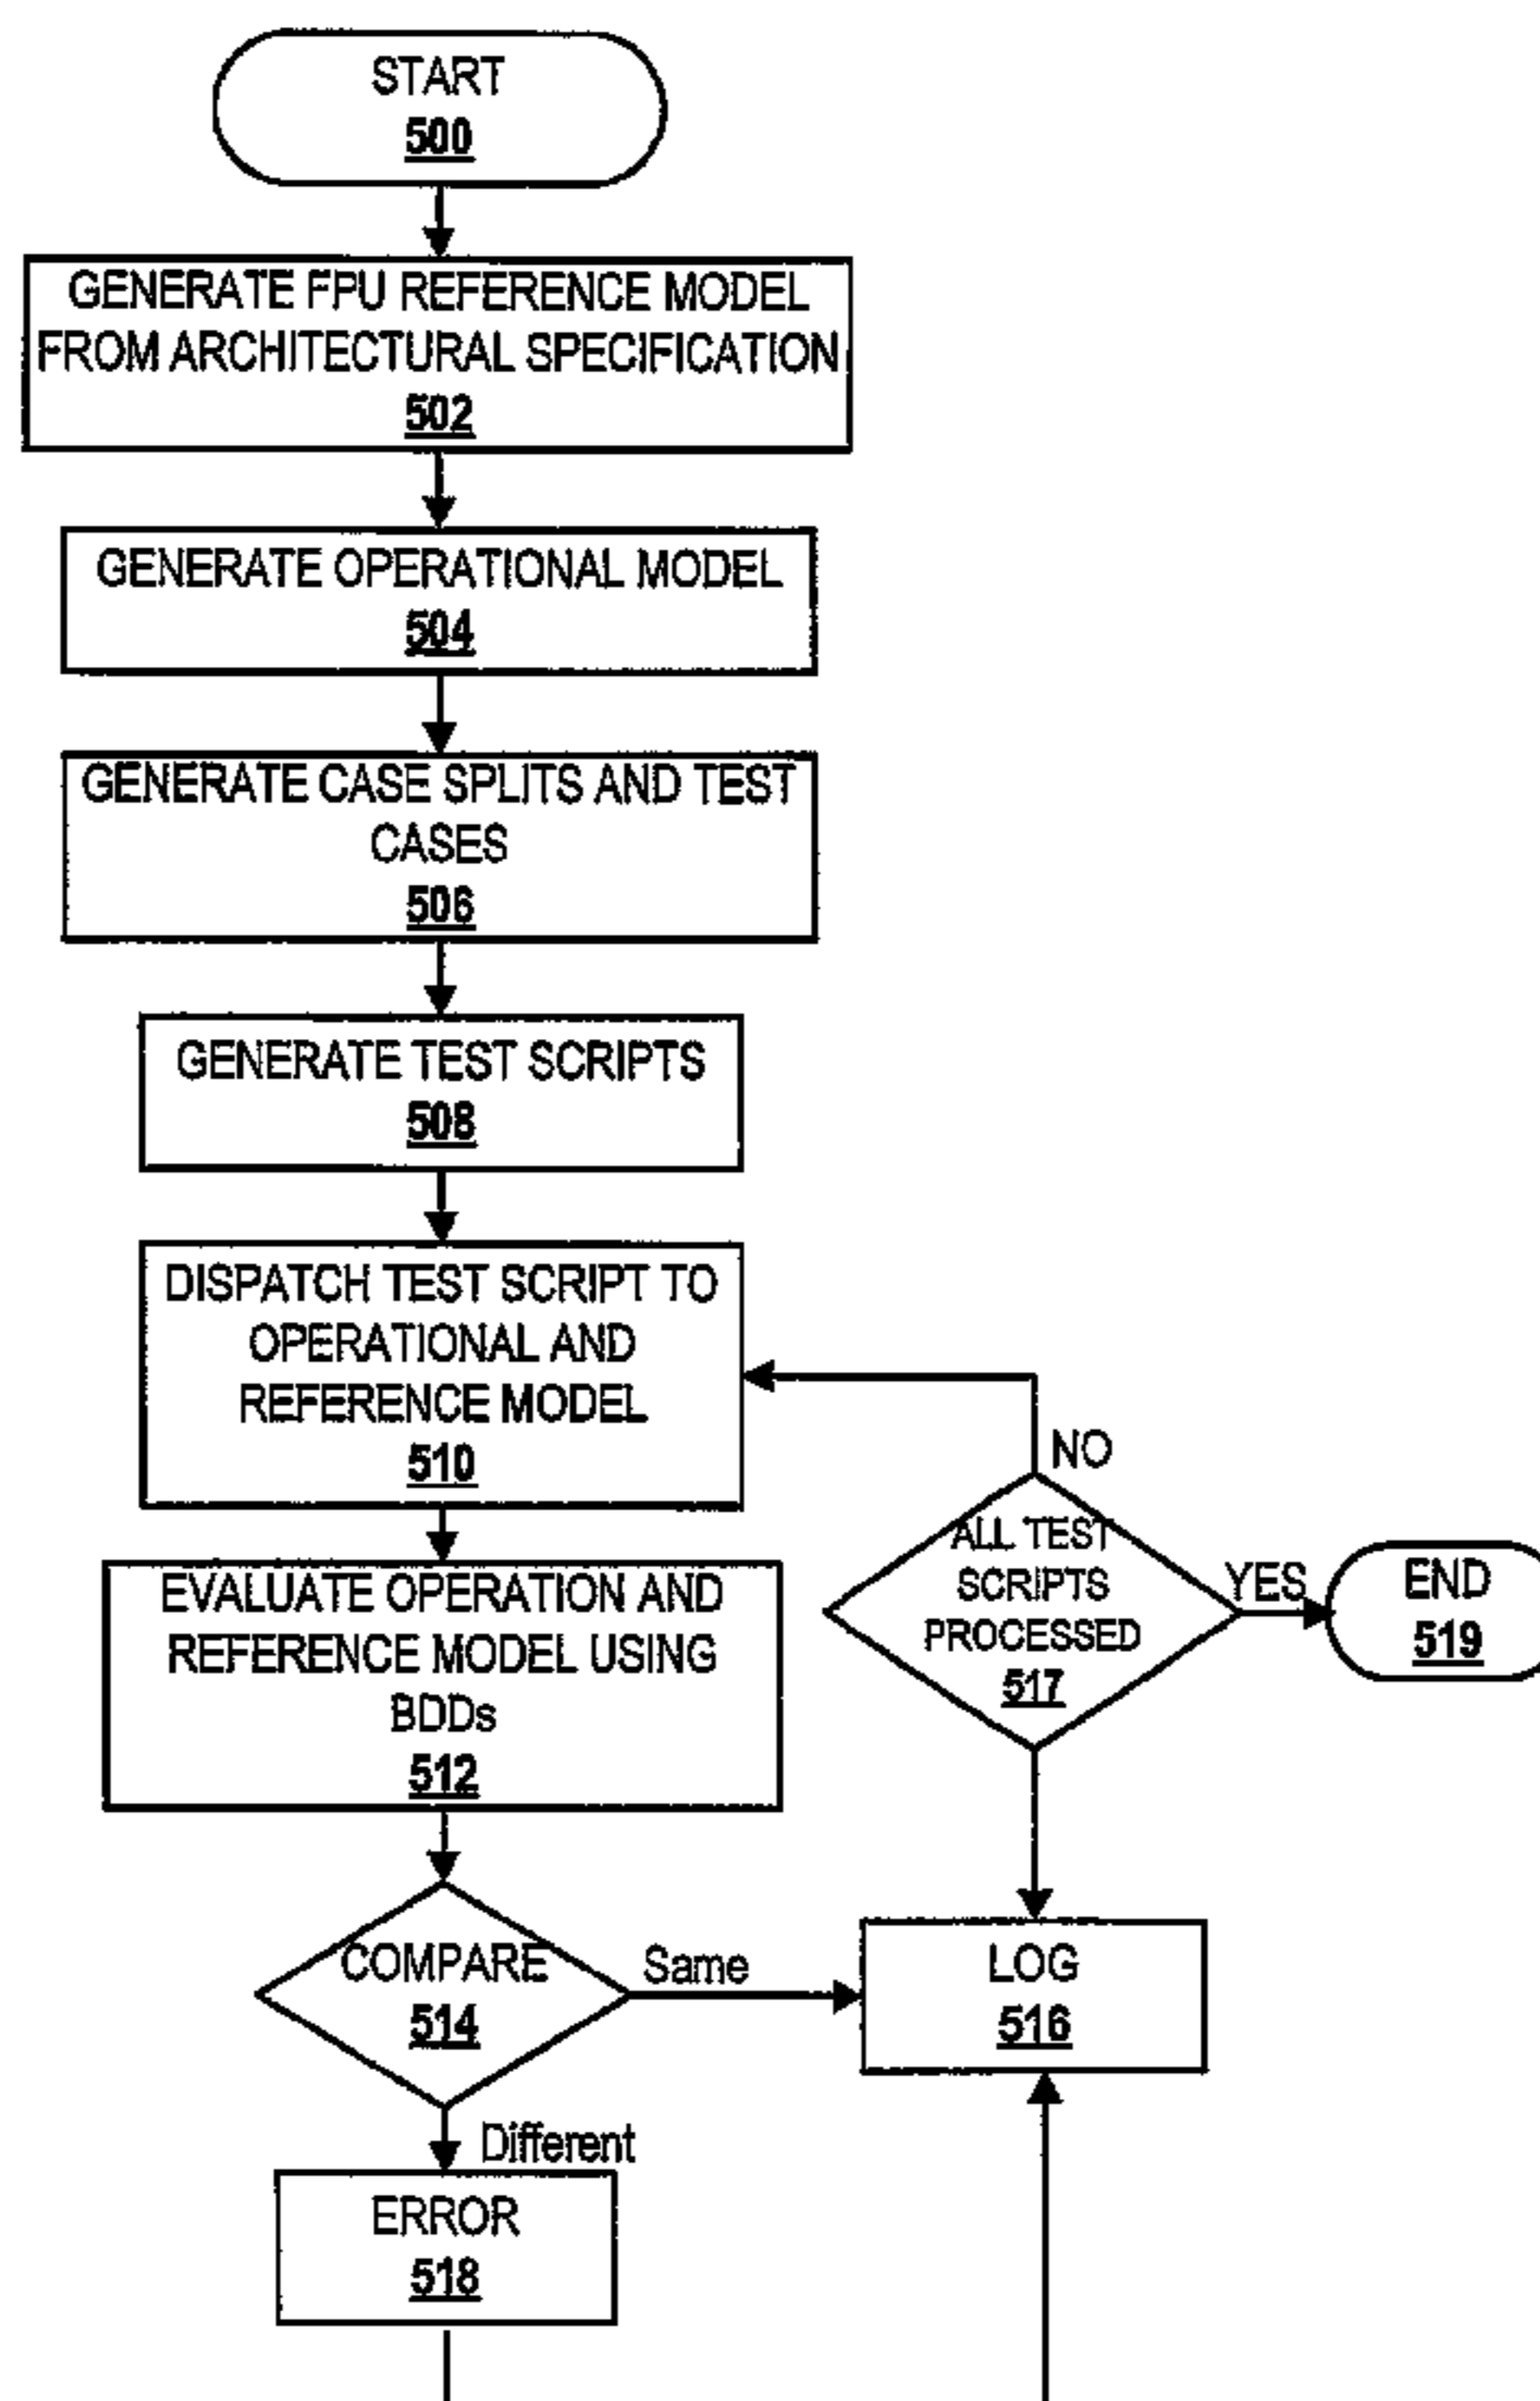 START
500
GENERATE FPU REFERENCE MODEL
FROM ARCHITECTURAL SPECIFICATION
502
GENERATE OPERATIONAL MODEL
504
GENERATE CASE SPLITS AND TEST
CASES
506
GENERATE TEST SCRIPTS
508
DISPATCH TEST SCRIPT TO
OPERATIONAL AND
REFERENCE MODEL
510
EVALUATE OPERATION AND
REFERENCE MODEL USING
BDDs
512
COMPARE
514
Same
Different
ERROR
518
NO
ALL TEST
SCRIPTS
PROCESSED
517
YES
END
519
LOG
516